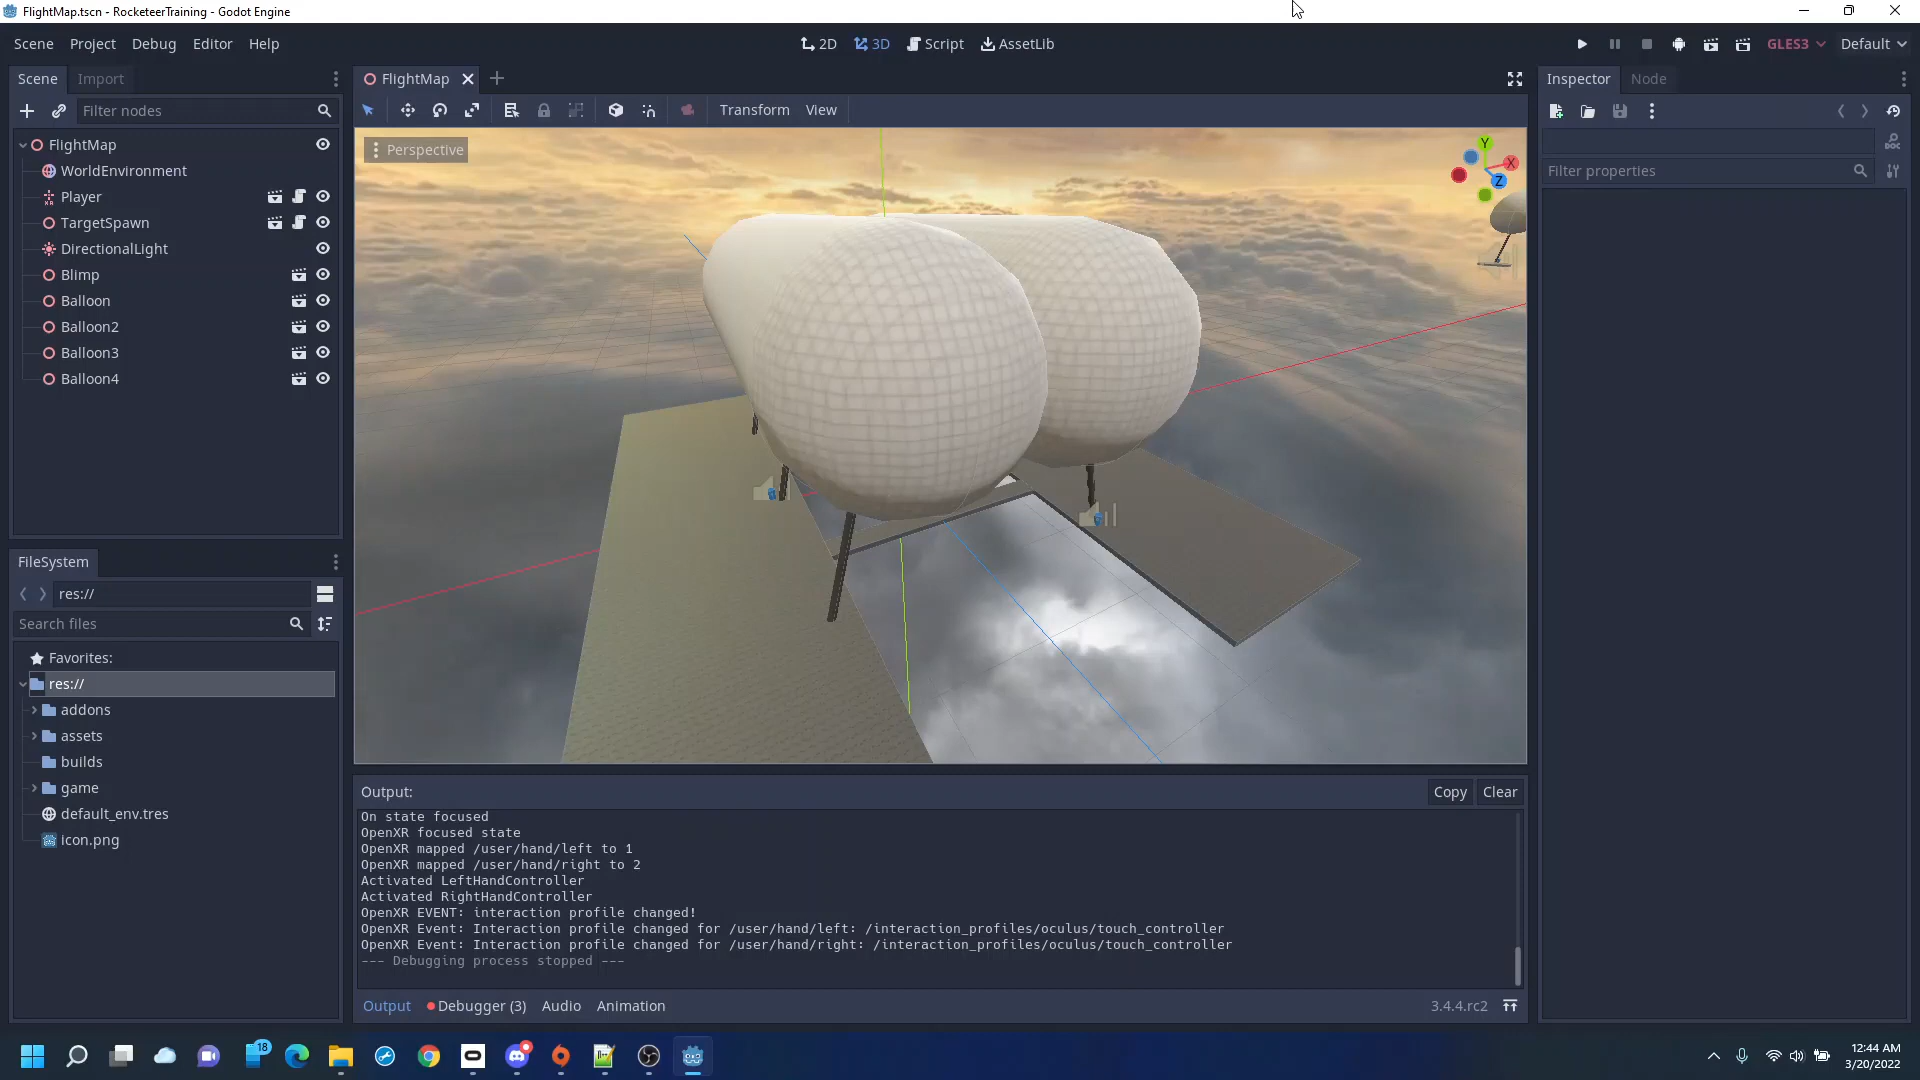 FlightMap.tscn - RocketeerTraining - Godot Engine
Scene Project Debug Editor Help
2D 3D Script AssetLib
GLES3 Default
Scene Import
FlightMap
Inspector Node
Filter nodes
Transform View
FlightMap
WorldEnvironment
Player
TargetSpawn
DirectionalLight
Blimp
Balloon
Balloon2
Balloon3
Balloon4
Perspective
Y
X
Z
Filter properties
FileSystem
res://
Search files
Favorites:
res://
addons
assets
builds
game
default_env.tres
icon.png
Output:
Copy Clear
On state focused
OpenXR focused state
OpenXR mapped /user/hand/left to 1
OpenXR mapped /user/hand/right to 2
Activated LeftHandController
Activated RightHandController
OpenXR EVENT: interaction profile changed!
OpenXR Event: Interaction profile changed for /user/hand/left: /interaction_profiles/oculus/touch_controller
OpenXR Event: Interaction profile changed for /user/hand/right: /interaction_profiles/oculus/touch_controller
--- Debugging process stopped ---
Output Debugger (3) Audio Animation
3.4.4.rc2
18
12:44 AM
3/20/2022